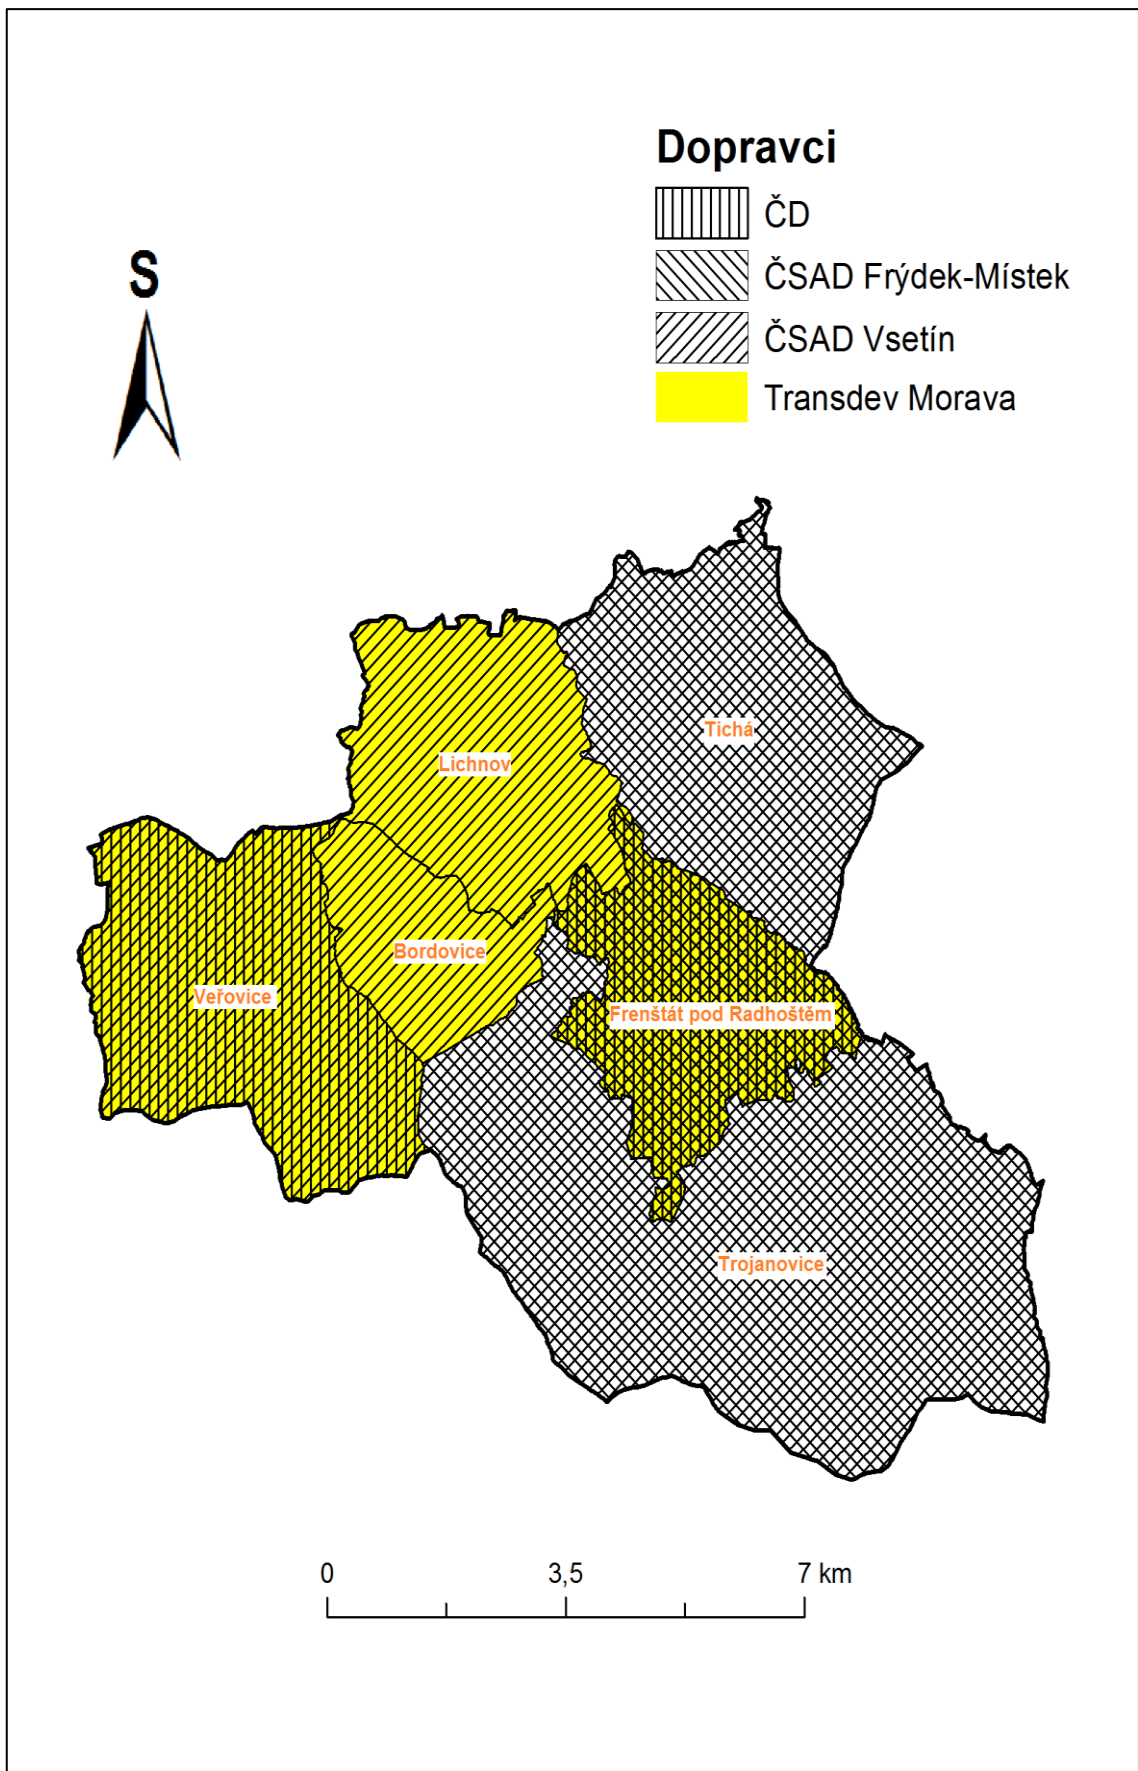 Dopravci
ČD
ČSAD Frýdek-Místek
ČSAD Vsetín
Transdev Morava
S
Tichá
Lichnov
Bordovice
Veřovice
Frenštát pod Radhoštěm
Trojanovice
0 3,5 7 km